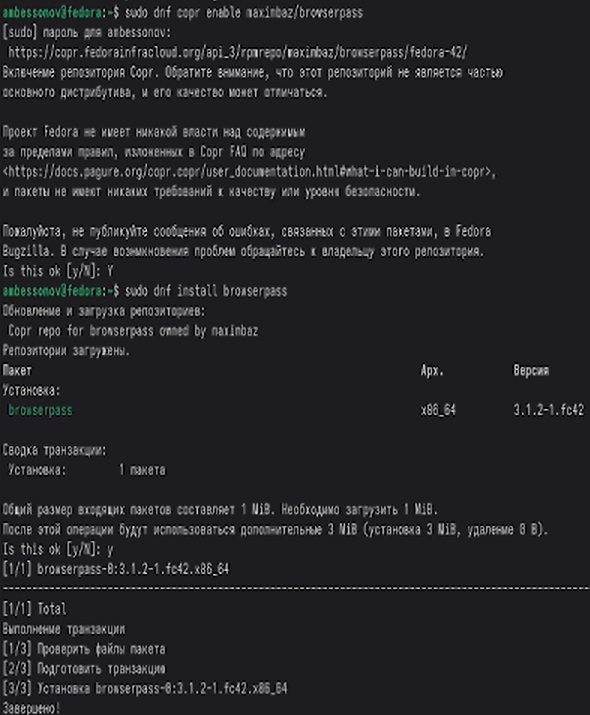 ambessonov@fedora:~$ sudo dnf copr enable maximbaz/browserpass
[sudo] пароль для ambessonov:
https://copr.fedorainfracloud.org/api_3/rpmrepo/maximbaz/browserpass/fedora-42/
Включение репозитория Copr. Обратите внимание, что этот репозиторий не является частью
основного дистрибутива, и его качество может отличаться.
Проект Fedora не имеет никакой власти над содержимым
за пределами правил, изложенных в Copr FAQ по адресу
<https://docs.pagure.org/copr.copr/user_documentation.html#what-i-can-build-in-copr>,
и пакеты не имеют никаких требований к качеству или уровня безопасности.
Пожалуйста, не публикуйте сообщения об ошибках, связанных с этими пакетами, в Fedora
Bugzilla. В случае возникновения проблем обращайтесь к владельцу этого репозитория.
Is this ok [y/N]: Y
ambessonov@fedora:~$ sudo dnf install browserpass
Обновление и загрузка репозиториев:
Copr repo for browserpass owned by maximbaz
Репозитории загружены.
Пакет Арх. Версия
Установка:
browserpass x86_64 3.1.2-1.fc42
Сводка транзакции:
Установка: 1 пакета
Общий размер входящих пакетов составляет 1 MiB. Необходимо загрузить 1 MiB.
После этой операции будут использоваться дополнительные 3 MiB (установка 3 MiB, удаление 0 B).
Is this ok [y/N]: y
[1/1] browserpass-0:3.1.2-1.fc42.x86_64
[1/1] Total
Выполнение транзакции
[1/3] Проверить файлы пакета
[2/3] Подготовить транзакцию
[3/3] Установка browserpass-0:3.1.2-1.fc42.x86_64
Завершено!